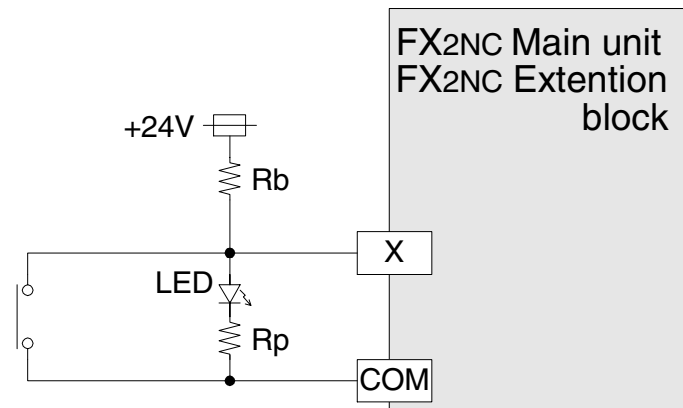 FX2NC Main unit
FX2NC Extention
block
+24V
Rb
X
LED
Rp
COM